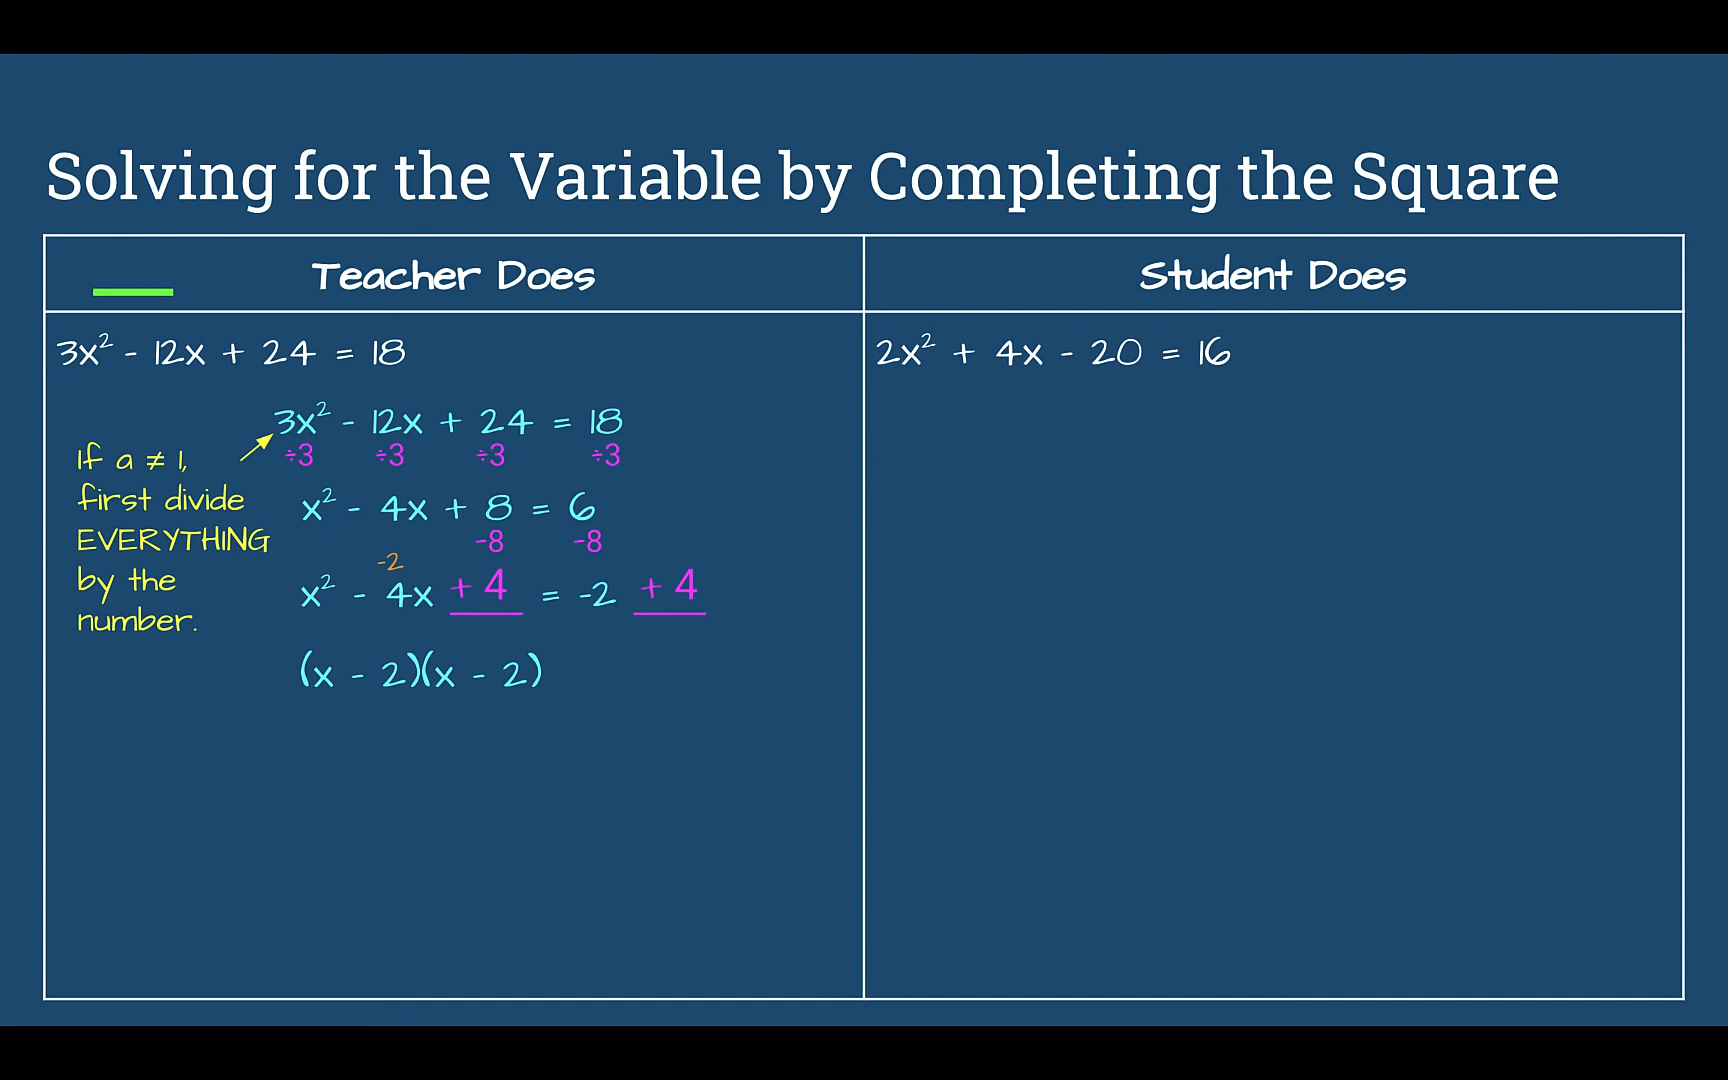 Solving for the Variable by Completing the Square
Teacher Does
Student Does
3x² - 12x + 24 = 18
3x² - 12x + 24 = 18
÷3 ÷3 ÷3 ÷3
If a ≠ 1,
first divide
EVERYTHING
by the
number.
x² - 4x + 8 = 6
-8 -8
-2
x² - 4x + 4 = -2 + 4
(x - 2)(x - 2)
2x² + 4x - 20 = 16